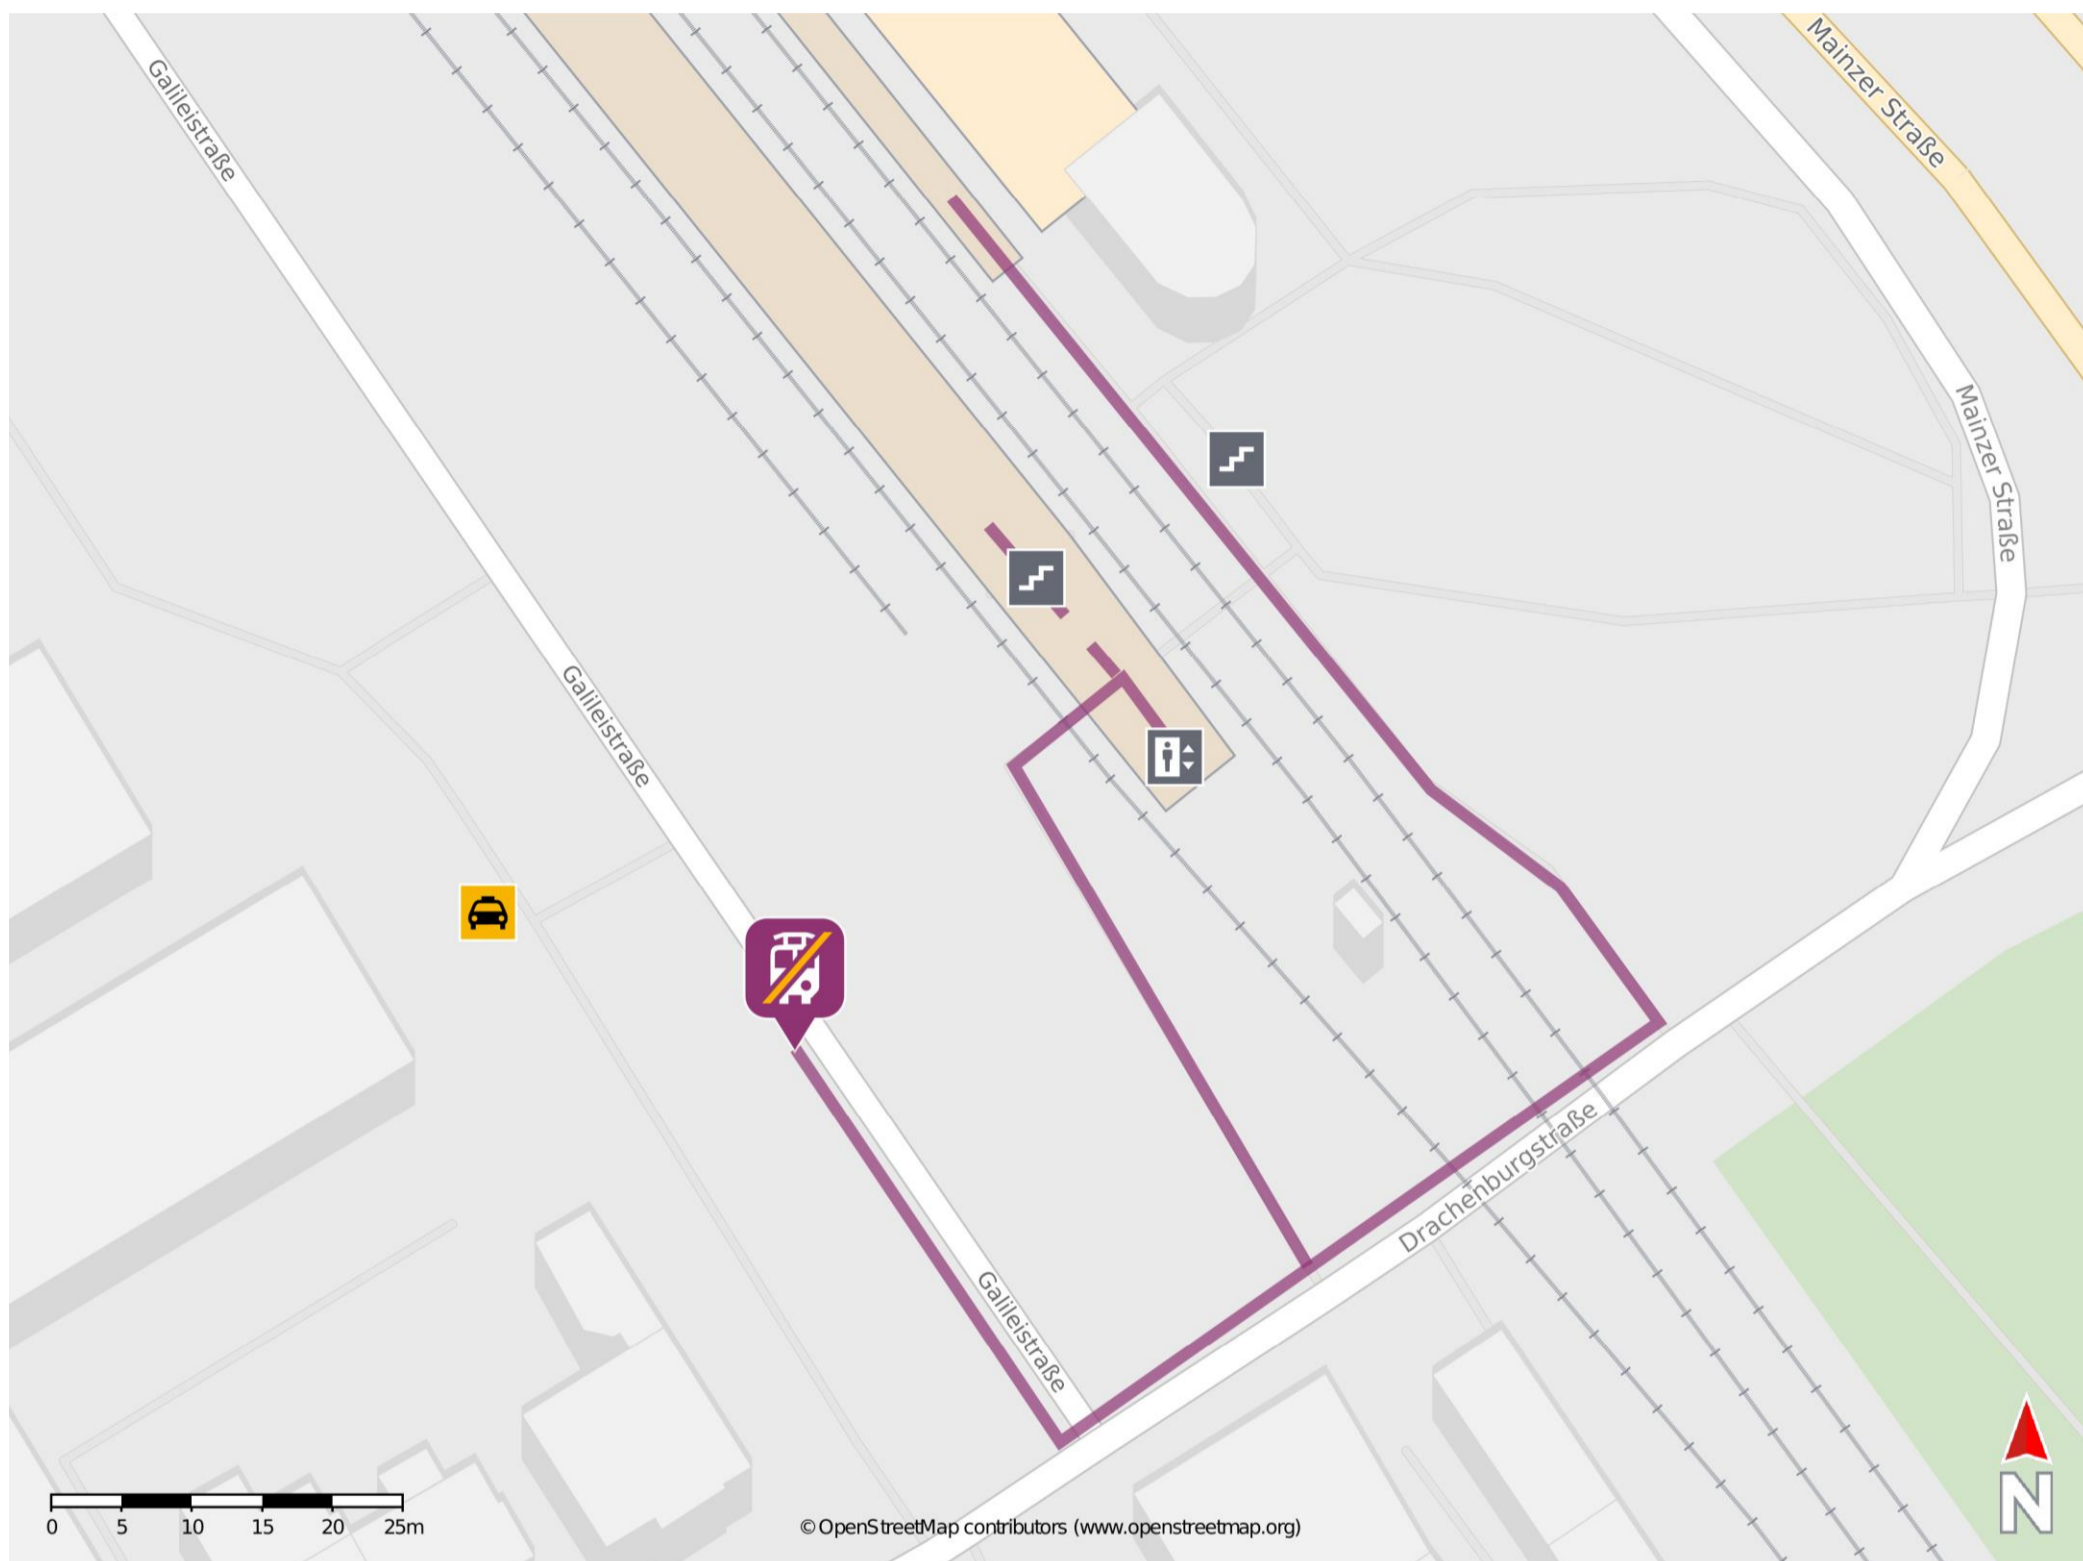 Mainzer Straße
Galileistraße
Mainzer Straße
Galileistraße
Drachenburgstraße
Galileistraße
N
0 5 10 15 20 25m
© OpenStreetMap contributors (www.openstreetmap.org)